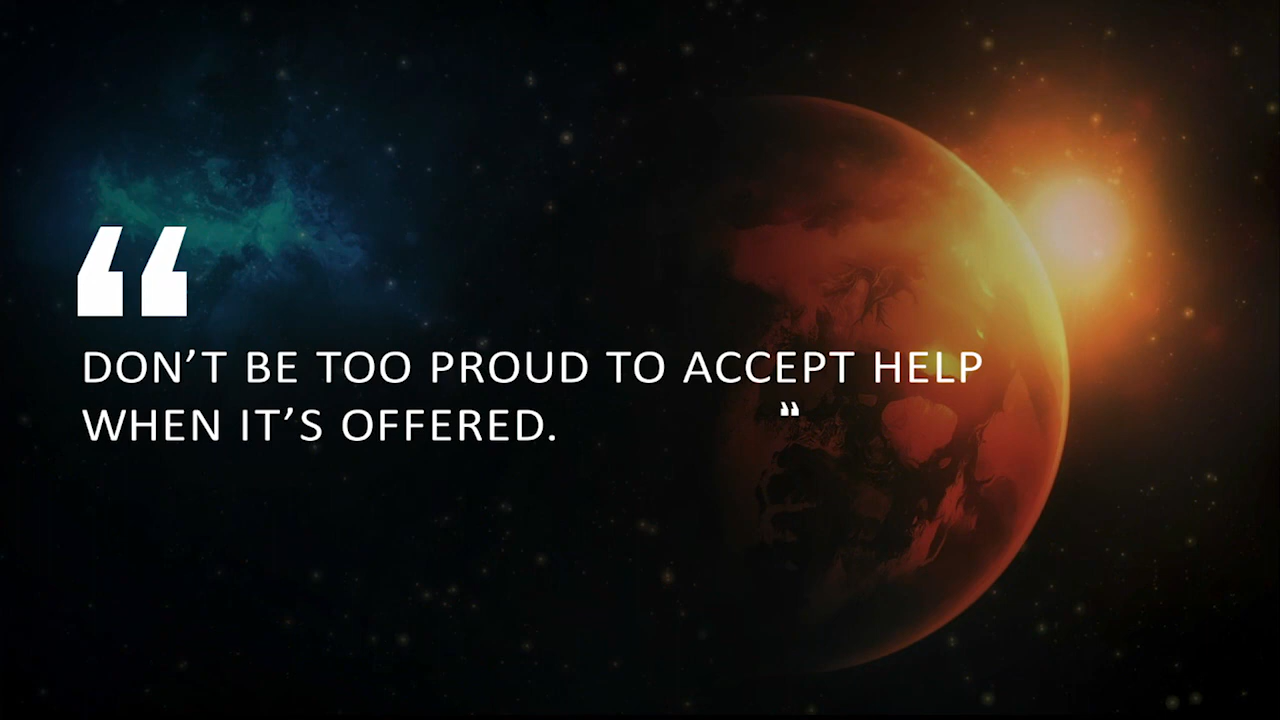 “
DON’T BE TOO PROUD TO ACCEPT HELP
WHEN IT’S OFFERED. ”